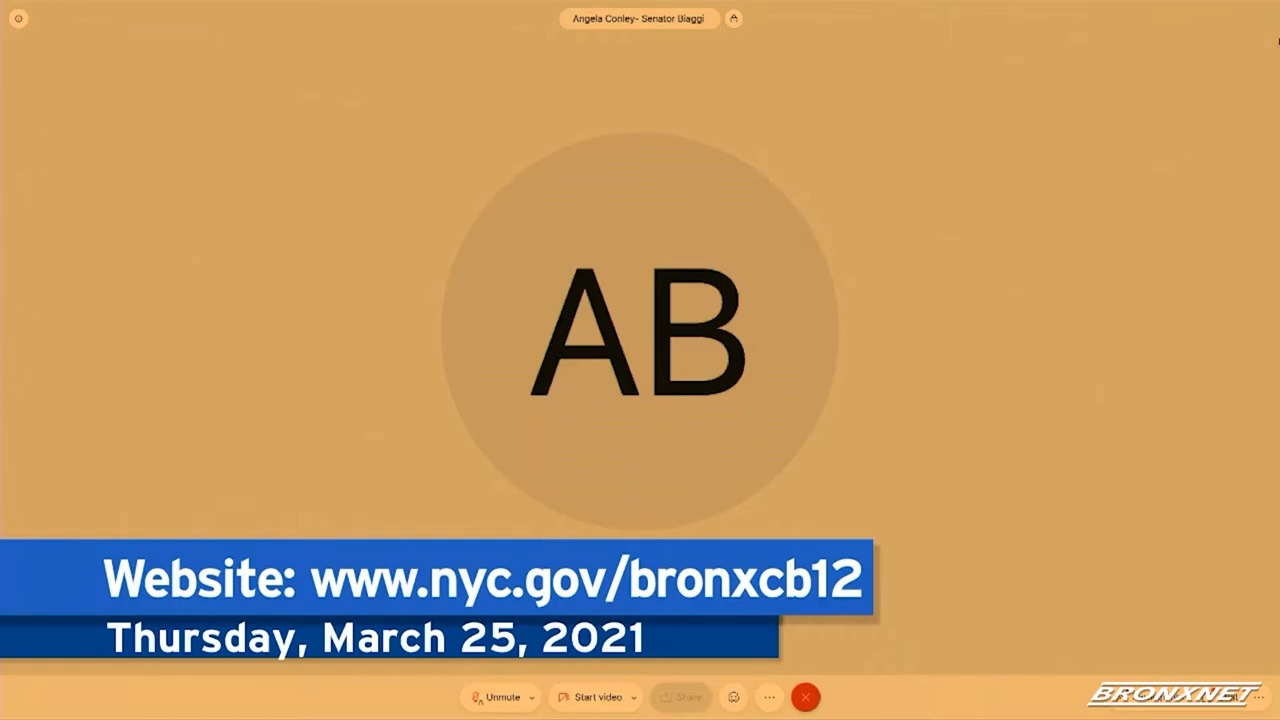 Angela Conley- Senator Biaggi
AB
Website: www.nyc.gov/bronxcb12
Thursday, March 25, 2021
Unmute
Start video
Share
BRONXNET